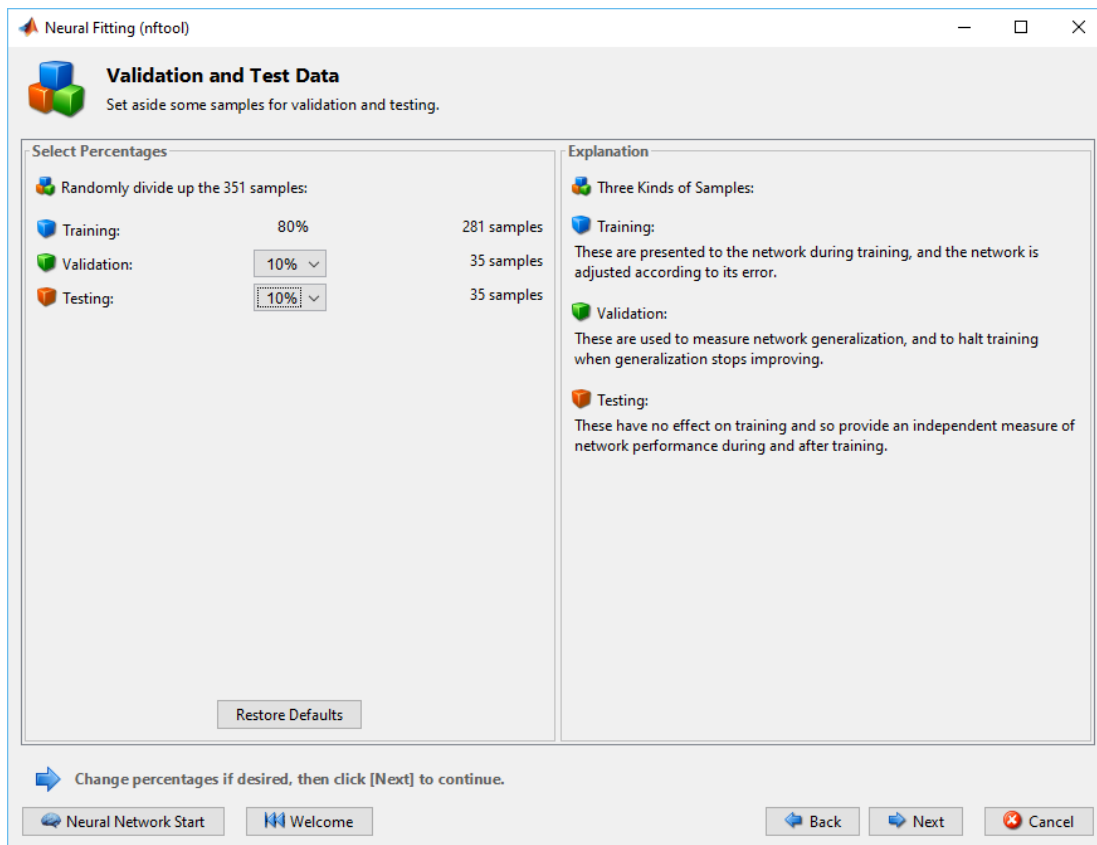 Neural Fitting (nftool)
Validation and Test Data
Set aside some samples for validation and testing.
Select Percentages
Randomly divide up the 351 samples:
Training: 80% 281 samples
Validation: 10% 35 samples
Testing: 10% 35 samples
Restore Defaults
Explanation
Three Kinds of Samples:
Training:
These are presented to the network during training, and the network is
adjusted according to its error.
Validation:
These are used to measure network generalization, and to halt training
when generalization stops improving.
Testing:
These have no effect on training and so provide an independent measure of
network performance during and after training.
Change percentages if desired, then click [Next] to continue.
Neural Network Start Welcome Back Next Cancel